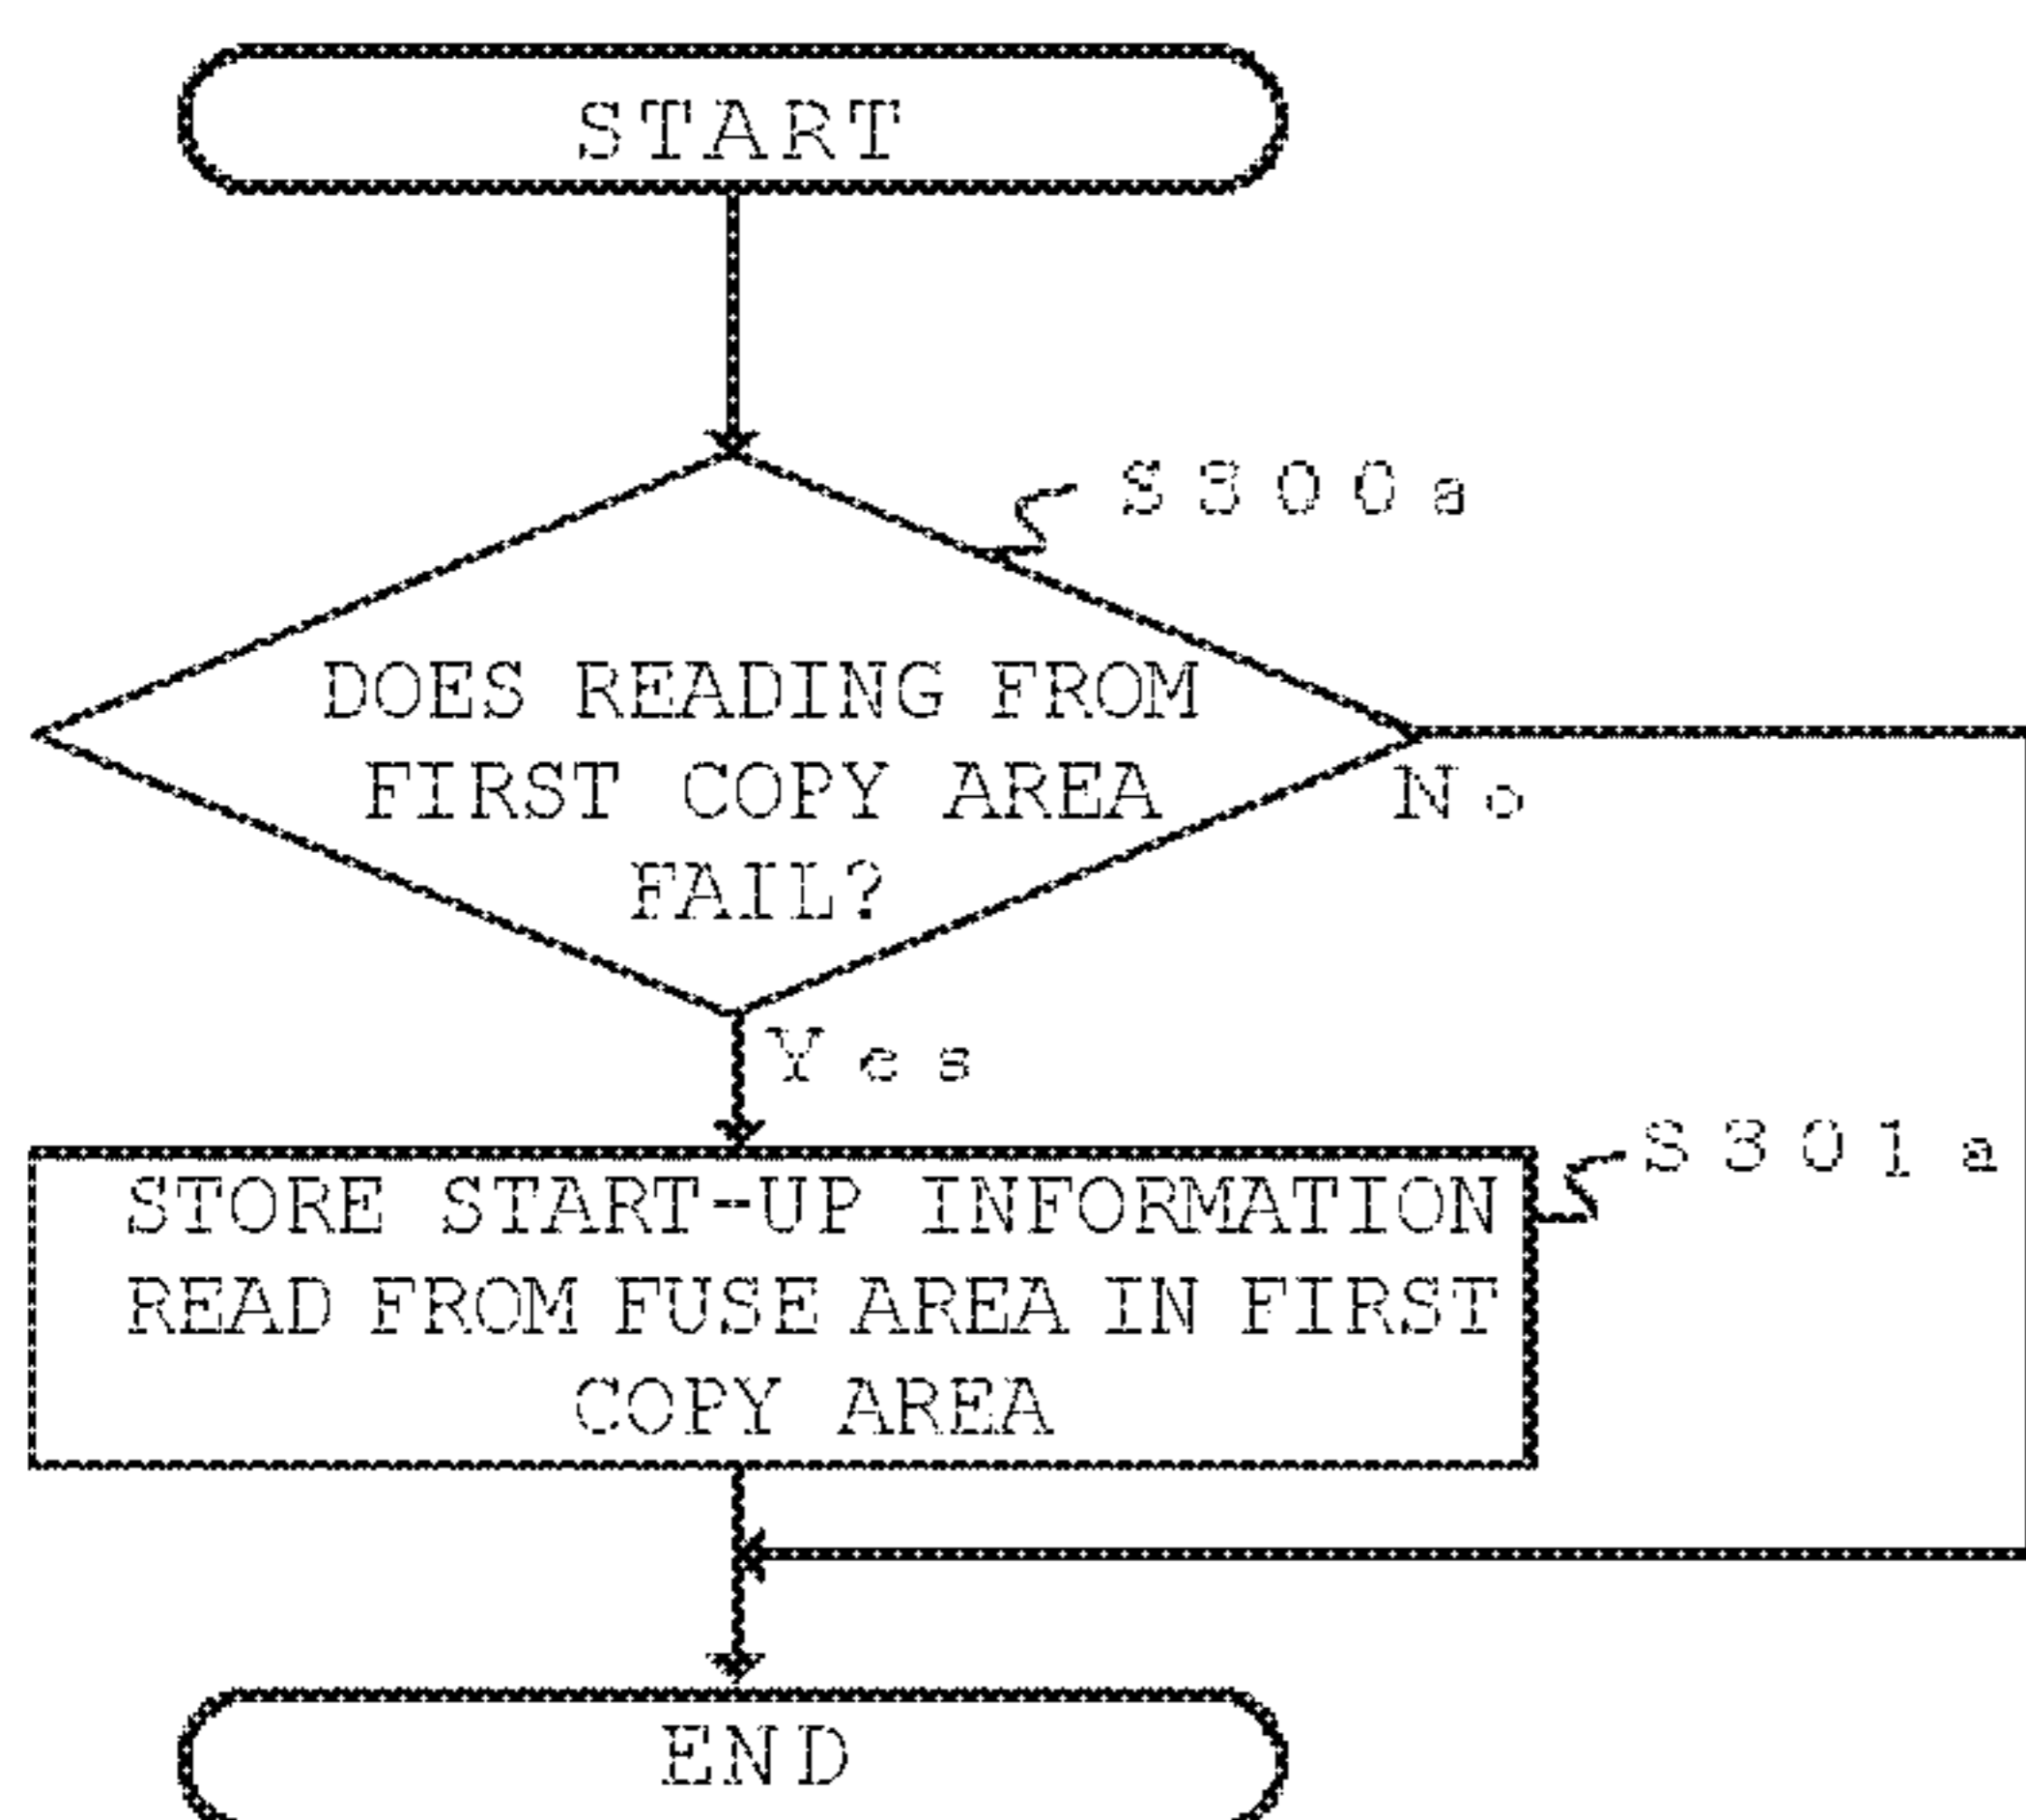 START
S300a
DOES READING FROM
FIRST COPY AREA
FAIL?
No
Yes
S301a
STORE START-UP INFORMATION
READ FROM FUSE AREA IN FIRST
COPY AREA
END